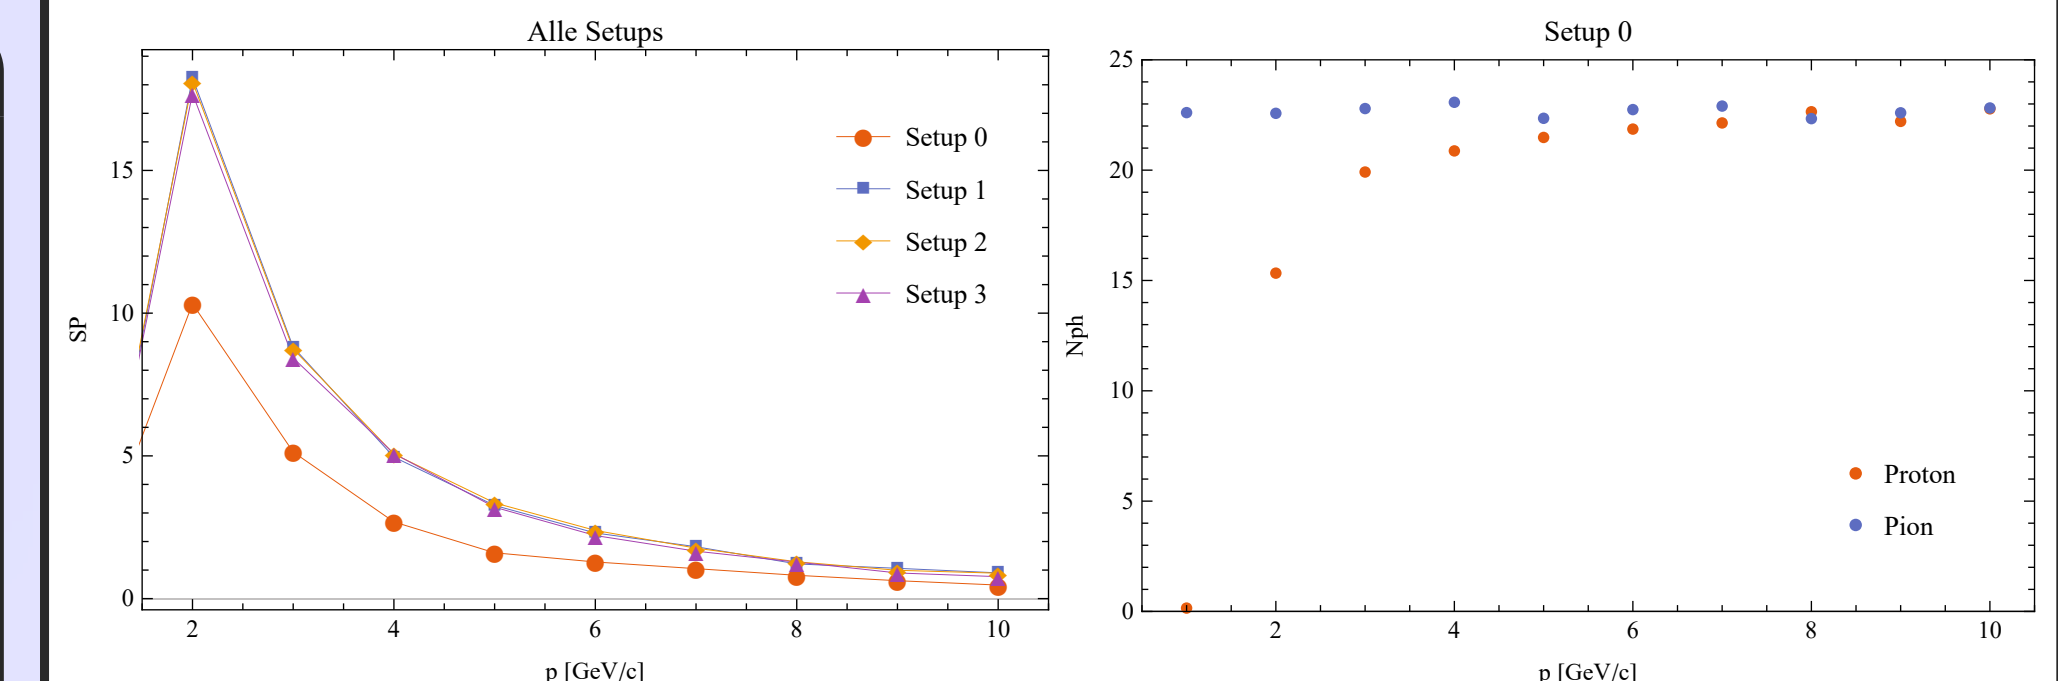 Alle Setups
SP
15
10
5
0
2 4 6 8 10
p [GeV/c]
Setup 0
Setup 1
Setup 2
Setup 3
Setup 0
Nph
25
20
15
10
5
0
2 4 6 8 10
p [GeV/c]
Proton
Pion